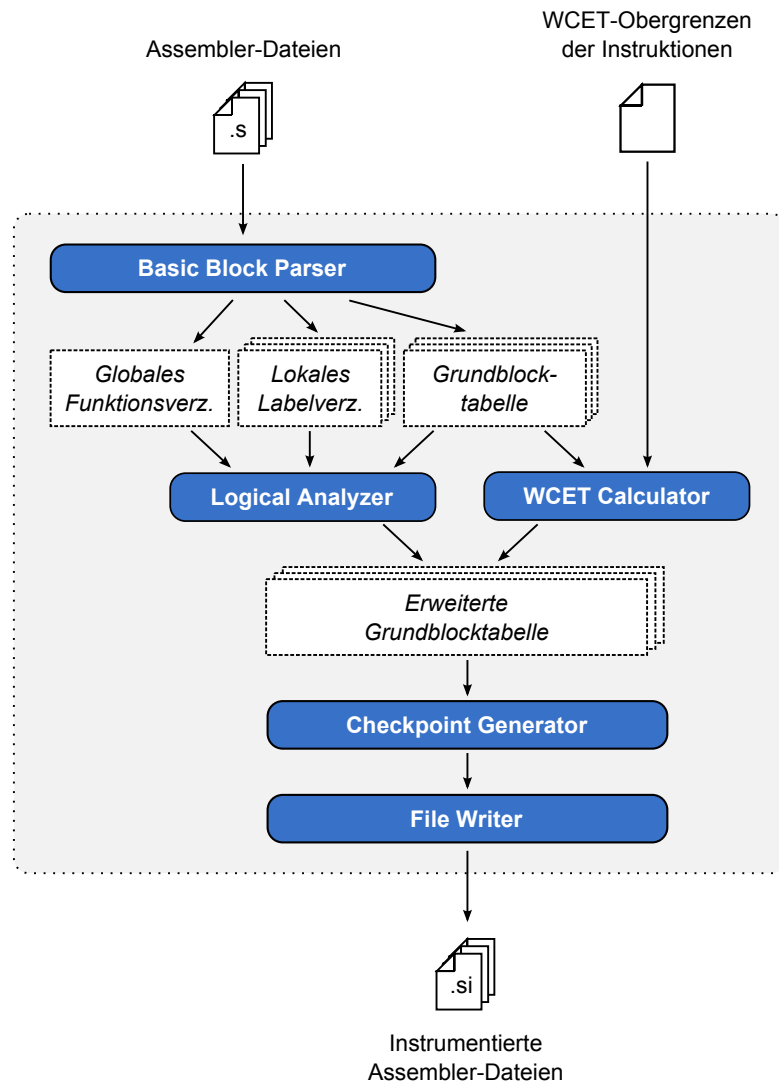 Assembler-Dateien
WCET-Obergrenzen
der Instruktionen
.s
Basic Block Parser
Globales
Funktionsverz.
Lokales
Labelverz.
Grundblock-
tabelle
Logical Analyzer
WCET Calculator
Erweiterte
Grundblocktabelle
Checkpoint Generator
File Writer
.si
Instrumentierte
Assembler-Dateien